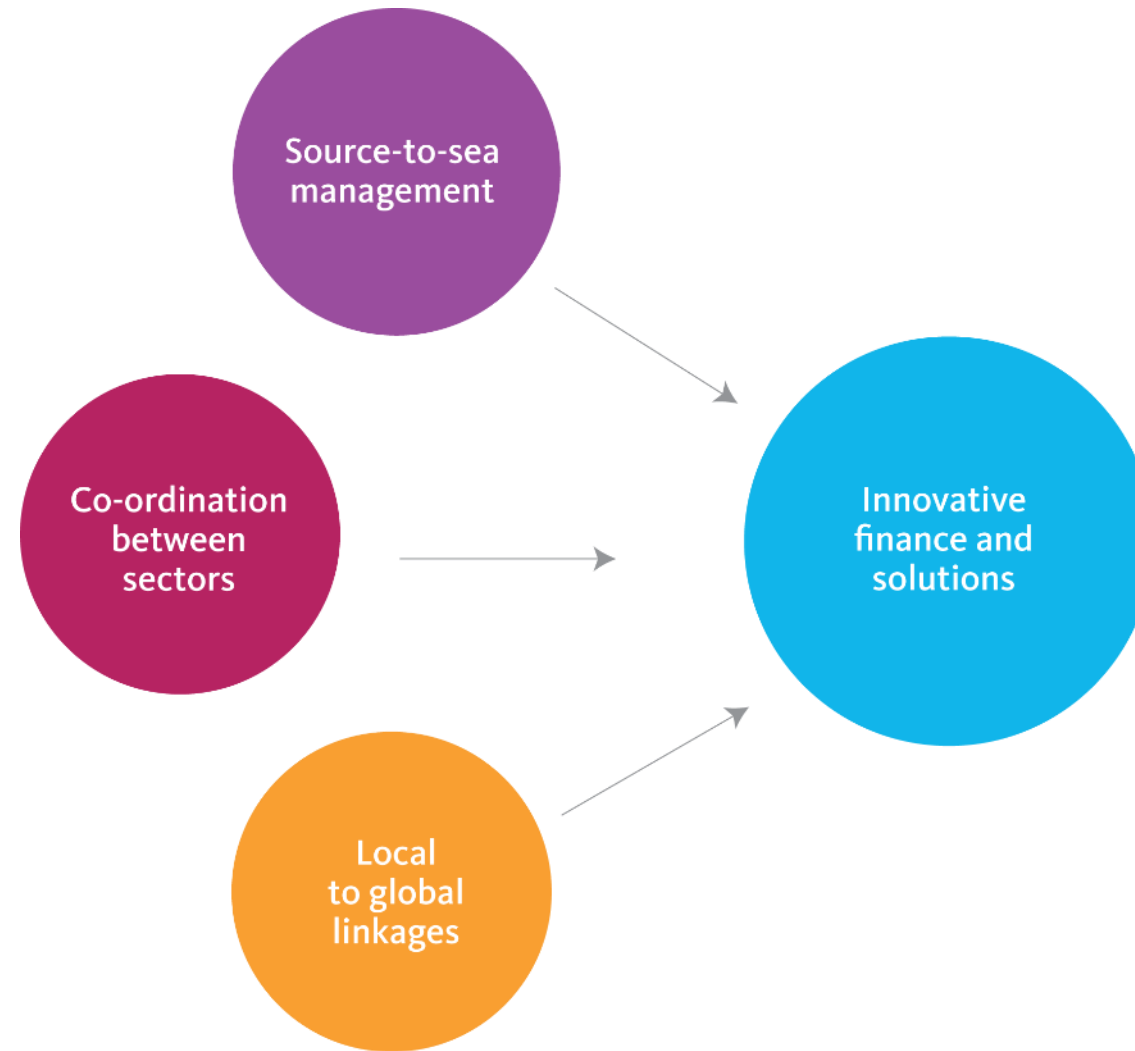 Source-to-sea
management
Co-ordination
between
sectors
Innovative
finance and
solutions
Local
to global
linkages